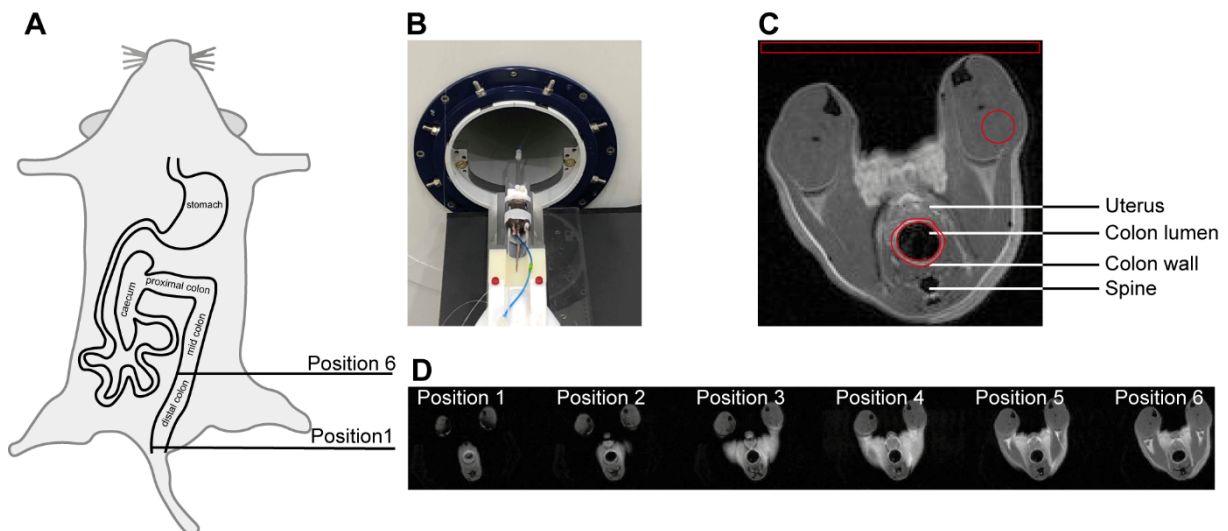 A
stomach
proximal colon
caecum
mid colon
distal colon
Position 6
Position1
B
C
Uterus
Colon lumen
Colon wall
Spine
D
Position 1
Position 2
Position 3
Position 4
Position 5
Position 6